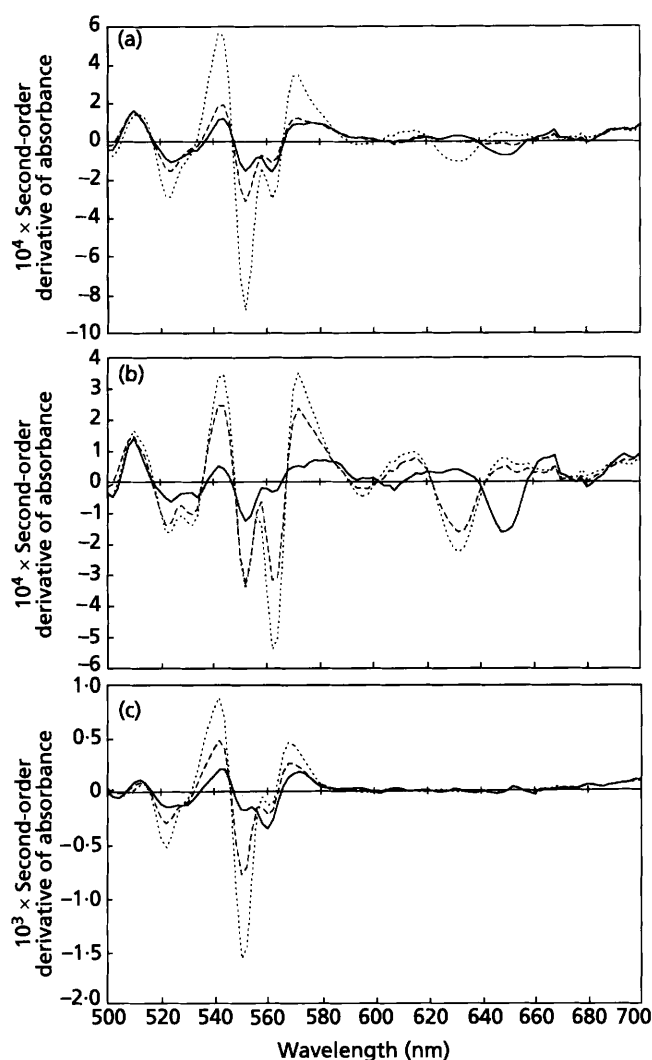 (a)
6
4
2
0
−2
−4
−6
−8
−10
10⁴ × Second-order
derivative of absorbance
(b)
4
3
2
1
0
−1
−2
−3
−4
−5
−6
10⁴ × Second-order
derivative of absorbance
(c)
1·0
0·5
0
−0·5
−1·0
−1·5
−2·0
10³ × Second-order
derivative of absorbance
500 520 540 560 580 600 620 640 660 680 700
Wavelength (nm)